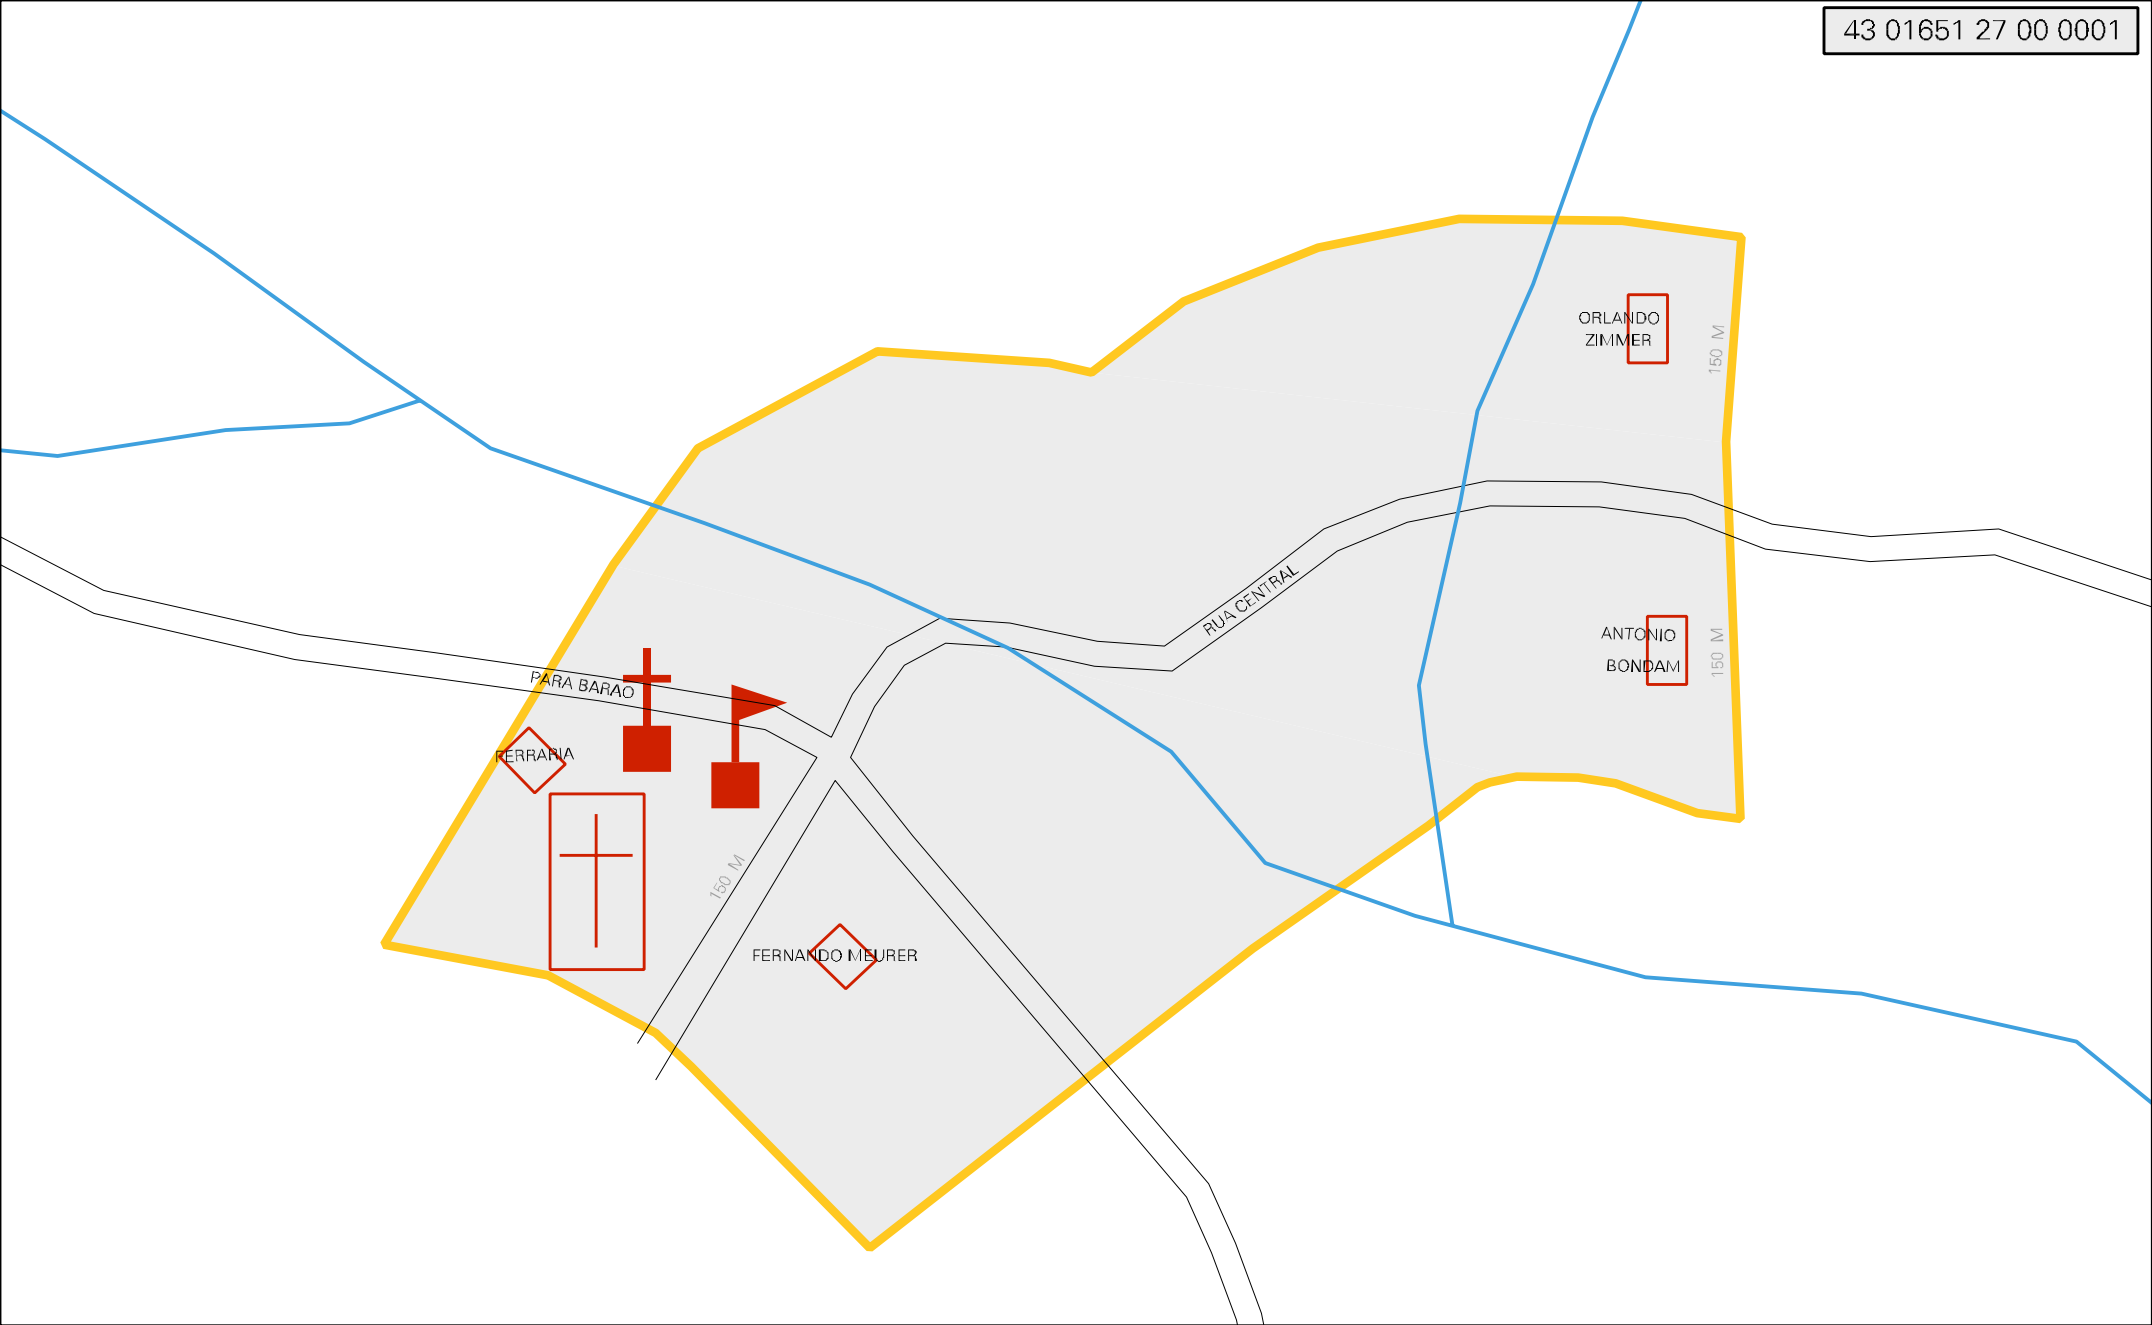 43 01651 27 00 0001
ORLANDO
ZIMMER
150 M
RUA CENTRAL
ANTONIO
BONDAM
150 M
PARA BARAO
FERRARIA
150 M
FERNANDO MEURER